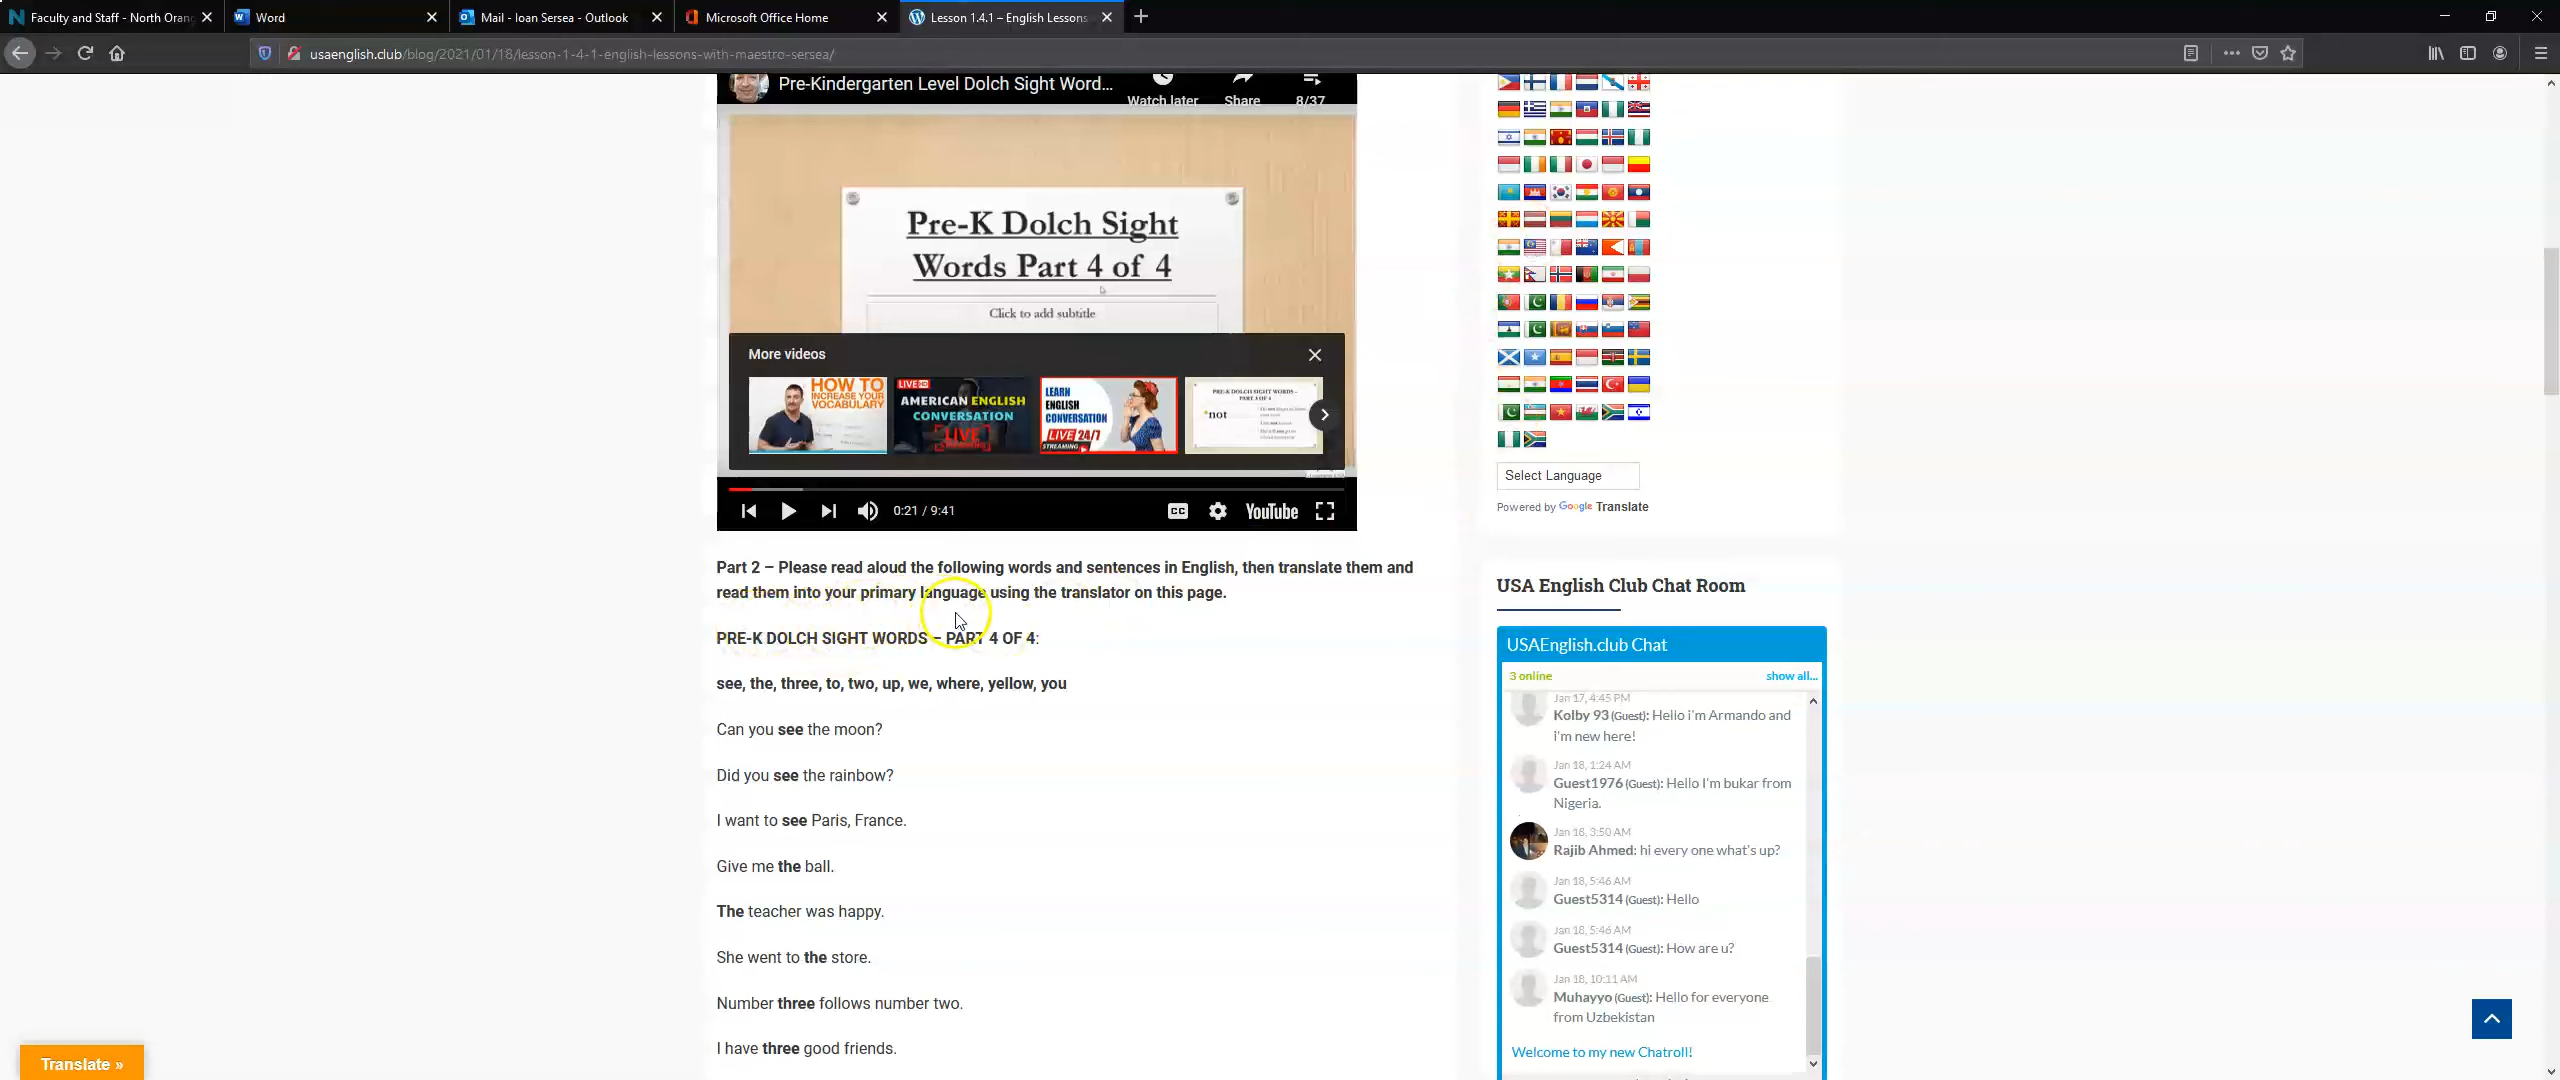 Faculty and Staff - North Oran
Word
Mail - Ioan Sersea - Outlook
Microsoft Office Home
Lesson 1.4.1 – English Lessons
usaenglish.club/blog/2021/01/18/lesson-1-4-1-english-lessons-with-maestro-sersea/
Pre-Kindergarten Level Dolch Sight Word...
Watch later
Share
8/37
Pre-K Dolch Sight
Words Part 4 of 4
Click to add subtitle
More videos
HOW TO
INCREASE YOUR
VOCABULARY
LIVE HD
AMERICAN ENGLISH
CONVERSATION
LIVE
LEARN
ENGLISH
CONVERSATION
LIVE 24/7
STREAMING
PRE-K DOLCH SIGHT WORDS –
*not
0:21 / 9:41
CC
YouTube
Part 2 – Please read aloud the following words and sentences in English, then translate them and
read them into your primary language using the translator on this page.
PRE-K DOLCH SIGHT WORDS – PART 4 OF 4:
see, the, three, to, two, up, we, where, yellow, you
Can you see the moon?
Did you see the rainbow?
I want to see Paris, France.
Give me the ball.
The teacher was happy.
She went to the store.
Number three follows number two.
I have three good friends.
Translate »
Select Language
Powered by Google Translate
USA English Club Chat Room
USAEnglish.club Chat
3 online
show all...
Jan 17, 4:45 PM
Kolby 93 (Guest): Hello i'm Armando and
i'm new here!
Jan 18, 1:24 AM
Guest1976 (Guest): Hello I'm bukar from
Nigeria.
Jan 18, 3:50 AM
Rajib Ahmed: hi every one what's up?
Jan 18, 5:46 AM
Guest5314 (Guest): Hello
Jan 18, 5:46 AM
Guest5314 (Guest): How are u?
Jan 18, 10:11 AM
Muhayyo (Guest): Hello for everyone
from Uzbekistan
Welcome to my new Chatroll!